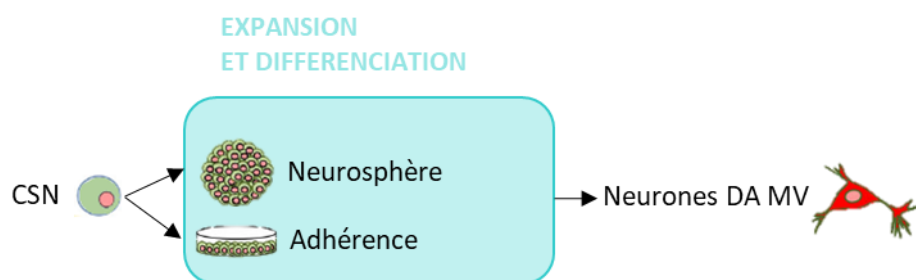 EXPANSION
ET DIFFERENCIATION
CSN
Neurosphère
Adhérence
Neurones DA MV